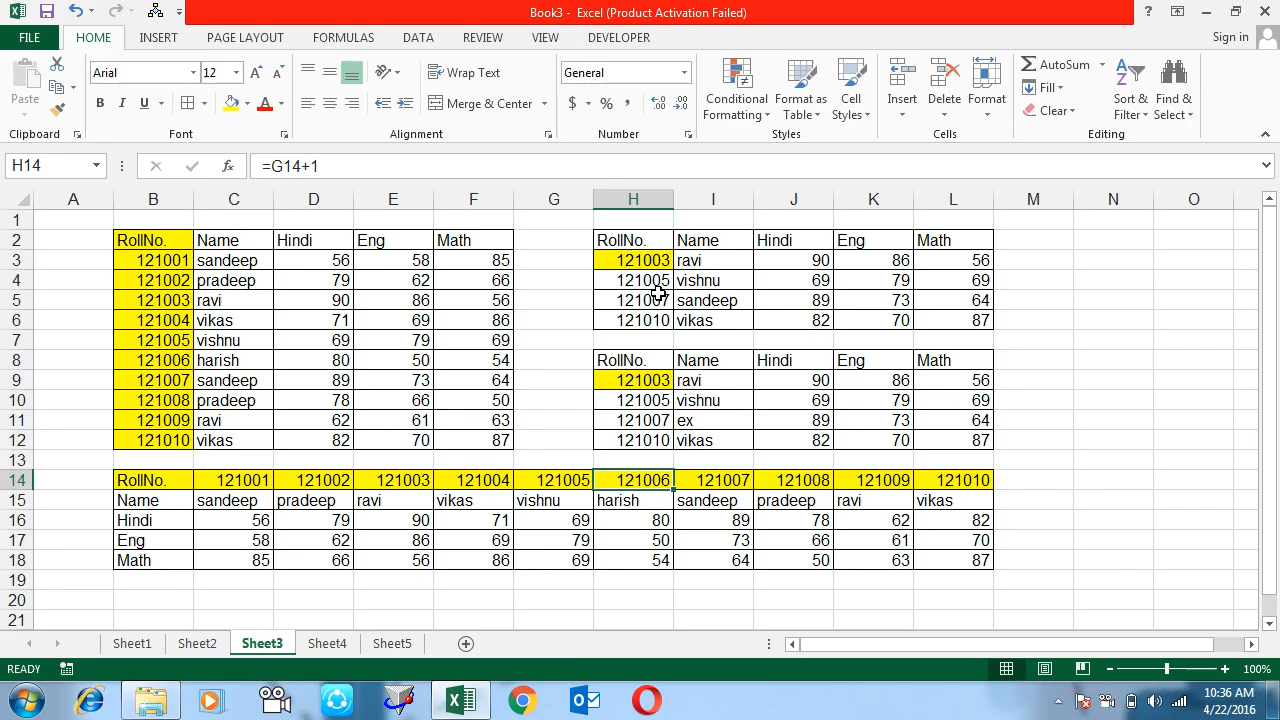 Book3 - Excel (Product Activation Failed)
FILE HOME INSERT PAGE LAYOUT FORMULAS DATA REVIEW VIEW DEVELOPER Sign in
Paste
Arial 12
Wrap Text
Merge & Center
General
Conditional Formatting
Format as Table
Cell Styles
Insert
Delete
Format
AutoSum
Fill
Clear
Sort & Filter
Find & Select
Clipboard Font Alignment Number Styles Cells Editing
H14 fx =G14+1
A B C D E F G H I J K L M N O
1
2 RollNo. Name Hindi Eng Math RollNo. Name Hindi Eng Math
3 121001 sandeep 56 58 85 121003 ravi 90 86 56
4 121002 pradeep 79 62 66 121005 vishnu 69 79 69
5 121003 ravi 90 86 56 121007 sandeep 89 73 64
6 121004 vikas 71 69 86 121010 vikas 82 70 87
7 121005 vishnu 69 79 69
8 121006 harish 80 50 54 RollNo. Name Hindi Eng Math
9 121007 sandeep 89 73 64 121003 ravi 90 86 56
10 121008 pradeep 78 66 50 121005 vishnu 69 79 69
11 121009 ravi 62 61 63 121007 ex 89 73 64
12 121010 vikas 82 70 87 121010 vikas 82 70 87
13
14 RollNo. 121001 121002 121003 121004 121005 121006 121007 121008 121009 121010
15 Name sandeep pradeep ravi vikas vishnu harish sandeep pradeep ravi vikas
16 Hindi 56 79 90 71 69 80 89 78 62 82
17 Eng 58 62 86 69 79 50 73 66 61 70
18 Math 85 66 56 86 69 54 64 50 63 87
19
20
21
Sheet1 Sheet2 Sheet3 Sheet4 Sheet5
READY 100%
10:36 AM
4/22/2016